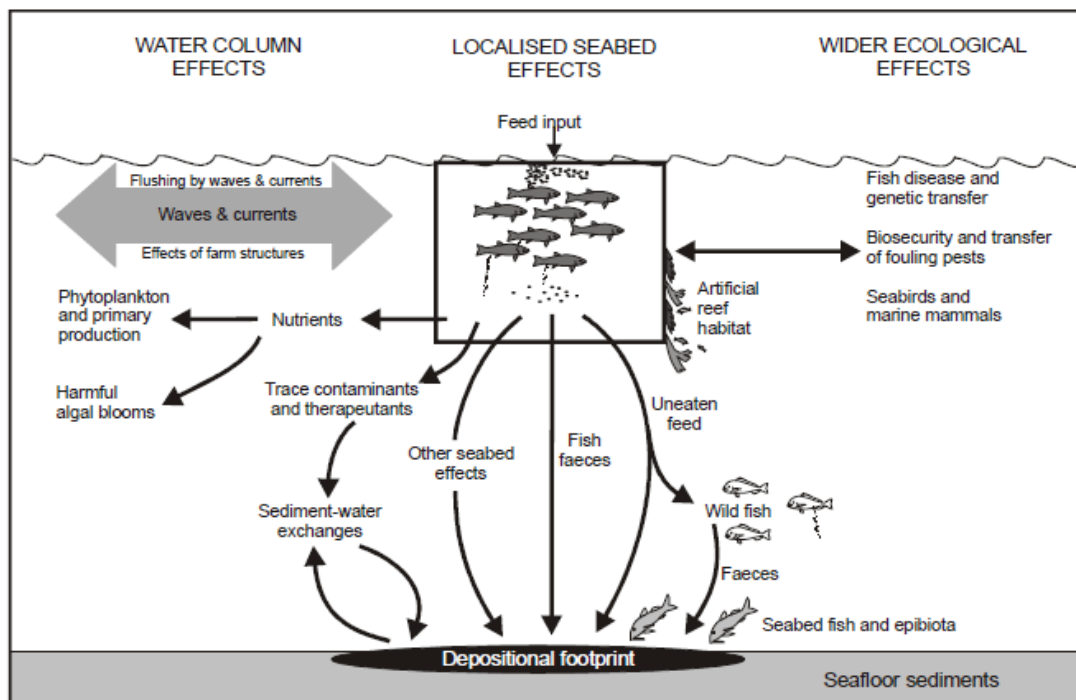 WATER COLUMN
EFFECTS
LOCALISED SEABED
EFFECTS
WIDER ECOLOGICAL
EFFECTS
Feed input
Flushing by waves & currents
Waves & currents
Effects of farm structures
Fish disease and
genetic transfer
Biosecurity and transfer
of fouling pests
Seabirds and
marine mammals
Artificial
reef
habitat
Phytoplankton
and primary
production
Nutrients
Harmful
algal blooms
Trace contaminants
and therapeutants
Other seabed
effects
Fish
faeces
Uneaten
feed
Sediment-water
exchanges
Wild fish
Faeces
Seabed fish and epibiota
Depositional footprint
Seafloor sediments